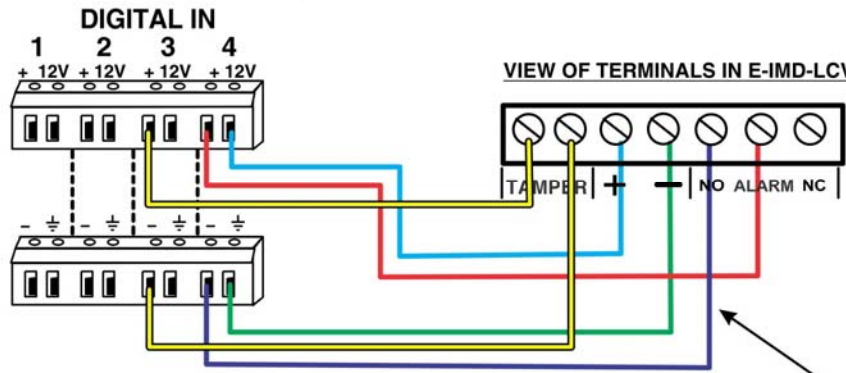 DIGITAL IN
1 2 3 4
+ 12V + 12V + 12V + 12V
VIEW OF TERMINALS IN E-IMD-LCV
TAMPER + − NO ALARM NC
− − − −